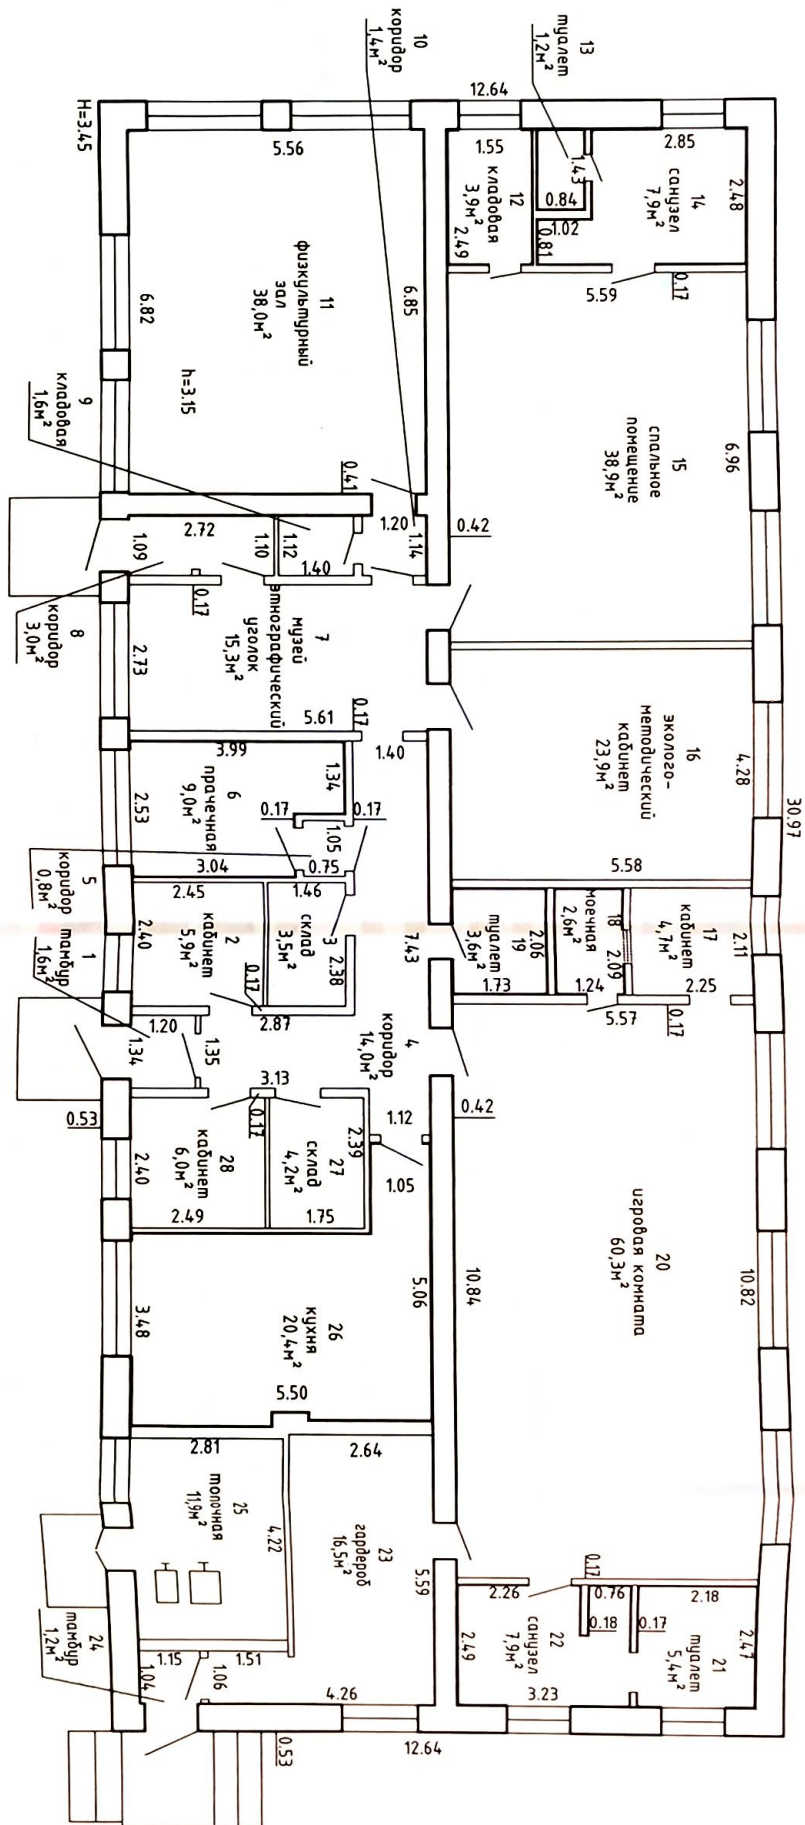 10
коридор
1,4м²
13
туалет
1,2м²
12.64
H=3.45
5.56
1.55
12
кладовая
3,9м²
2.49
1.43
0.84
1.02
0.81
2.85
14
санузел
7,9м²
2.48
0.17
5.59
6.82
11
физкультурный
зал
38,0м²
6.85
h=3.15
15
спальное
помещение
38,9м²
6.96
9
кладовая
1,6м²
0.41
1.20
1.14
0.42
2.72
1.09
1.10
1.12
1.40
0.17
8
коридор
3,0м²
7
музей
этнографический
уголок
15,3м²
2.73
5.61
0.17
1.40
16
эколого-
методический
кабинет
23,9м²
4.28
30.97
5.58
3.99
1.34
6
прачечная
9,0м²
2.53
0.17
0.17
1.05
0.75
3.04
5
коридор
0,8м²
1
тамбур
1,6м²
2.45
2
кабинет
5,9м²
2.40
1.46
3
склад
3,5м²
2.38
0.17
2.87
7.43
19
туалет
3,6м²
2.06
1.73
18
моечная
2,6м²
2.09
1.24
17
кабинет
4,7м²
2.11
2.25
5.57
0.17
1.20
1.34
1.35
4
коридор
14,0м²
3.13
0.53
0.17
1.12
0.42
1.05
28
кабинет
6,0м²
2.40
2.49
27
склад
4,2м²
2.39
1.75
20
игровая комната
60,3м²
10.84
10.82
26
кухня
20,4м²
3.48
5.06
5.50
2.81
2.64
25
топочная
11,9м²
4.22
23
гардероб
16,5м²
5.59
0.17
2.26
0.76
2.18
0.18
0.17
22
санузел
7,9м²
2.49
3.23
21
туалет
5,4м²
2.47
24
тамбур
1,2м²
1.15
1.51
1.04
1.06
4.26
0.53
12.64